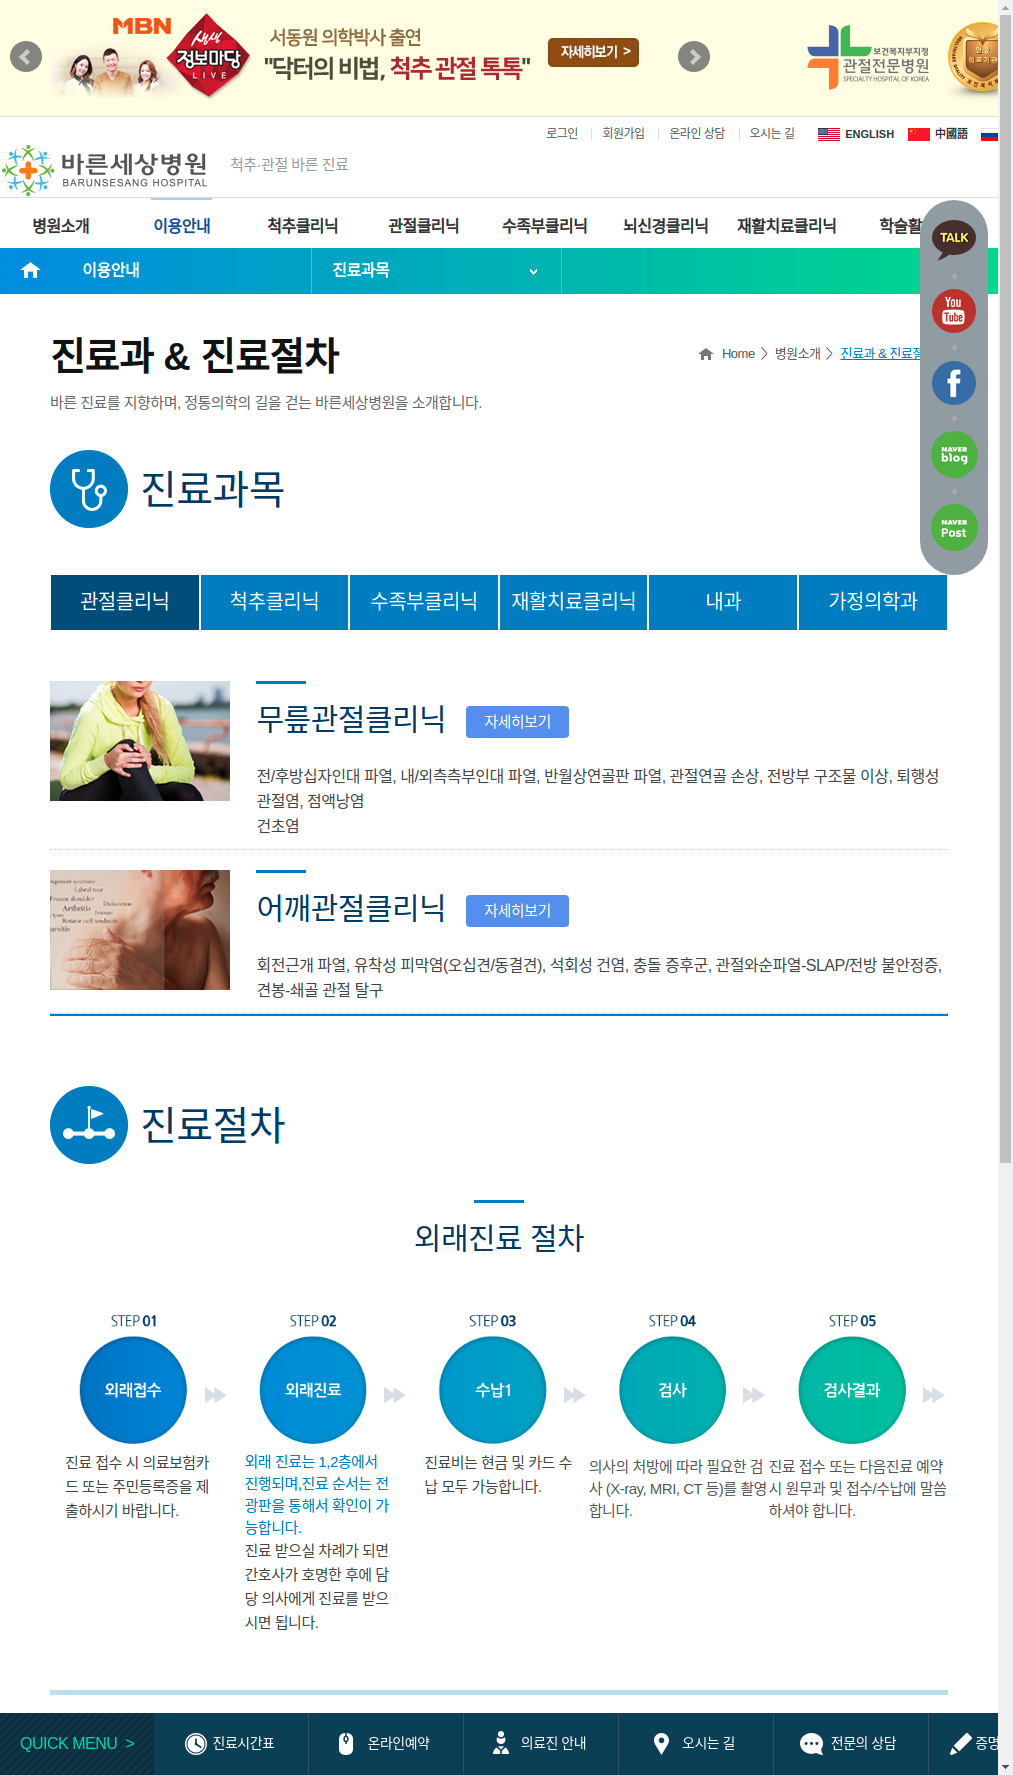 MBN
생생
정보마당
LIVE
서동원 의학박사 출연
"닥터의 비법, 척추 관절 톡톡"
자세히보기 >
보건복지부지정
관절전문병원
SPECIALITY HOSPITAL OF KOREA
로그인
회원가입
온라인 상담
오시는 길
ENGLISH
中國語
바른세상병원
BARUNSESANG HOSPITAL
척추·관절 바른 진료
병원소개
이용안내
척추클리닉
관절클리닉
수족부클리닉
뇌신경클리닉
재활치료클리닉
학술활
이용안내
진료과목
TALK
You
Tube
f
NAVER
blog
NAVER
Post
진료과 & 진료절차
Home > 병원소개 > 진료과 & 진료절
바른 진료를 지향하며, 정통의학의 길을 걷는 바른세상병원을 소개합니다.
진료과목
관절클리닉
척추클리닉
수족부클리닉
재활치료클리닉
내과
가정의학과
무릎관절클리닉
자세히보기
전/후방십자인대 파열, 내/외측측부인대 파열, 반월상연골판 파열, 관절연골 손상, 전방부 구조물 이상, 퇴행성
관절염, 점액낭염
건초염
Labral tear
Frozen shoulder
Arthritis
Dislocation
Fracture
Rotator cuff tendinitis
어깨관절클리닉
자세히보기
회전근개 파열, 유착성 피막염(오십견/동결견), 석회성 건염, 충돌 증후군, 관절와순파열-SLAP/전방 불안정증,
견봉-쇄골 관절 탈구
진료절차
외래진료 절차
STEP 01
외래접수
진료 접수 시 의료보험카
드 또는 주민등록증을 제
출하시기 바랍니다.
STEP 02
외래진료
외래 진료는 1,2층에서
진행되며,진료 순서는 전
광판을 통해서 확인이 가
능합니다.
진료 받으실 차례가 되면
간호사가 호명한 후에 담
당 의사에게 진료를 받으
시면 됩니다.
STEP 03
수납1
진료비는 현금 및 카드 수
납 모두 가능합니다.
STEP 04
검사
의사의 처방에 따라 필요한 검
사 (X-ray, MRI, CT 등)를 촬영
합니다.
STEP 05
검사결과
진료 접수 또는 다음진료 예약
시 원무과 및 접수/수납에 말씀
하셔야 합니다.
QUICK MENU >
진료시간표
온라인예약
의료진 안내
오시는 길
전문의 상담
증명